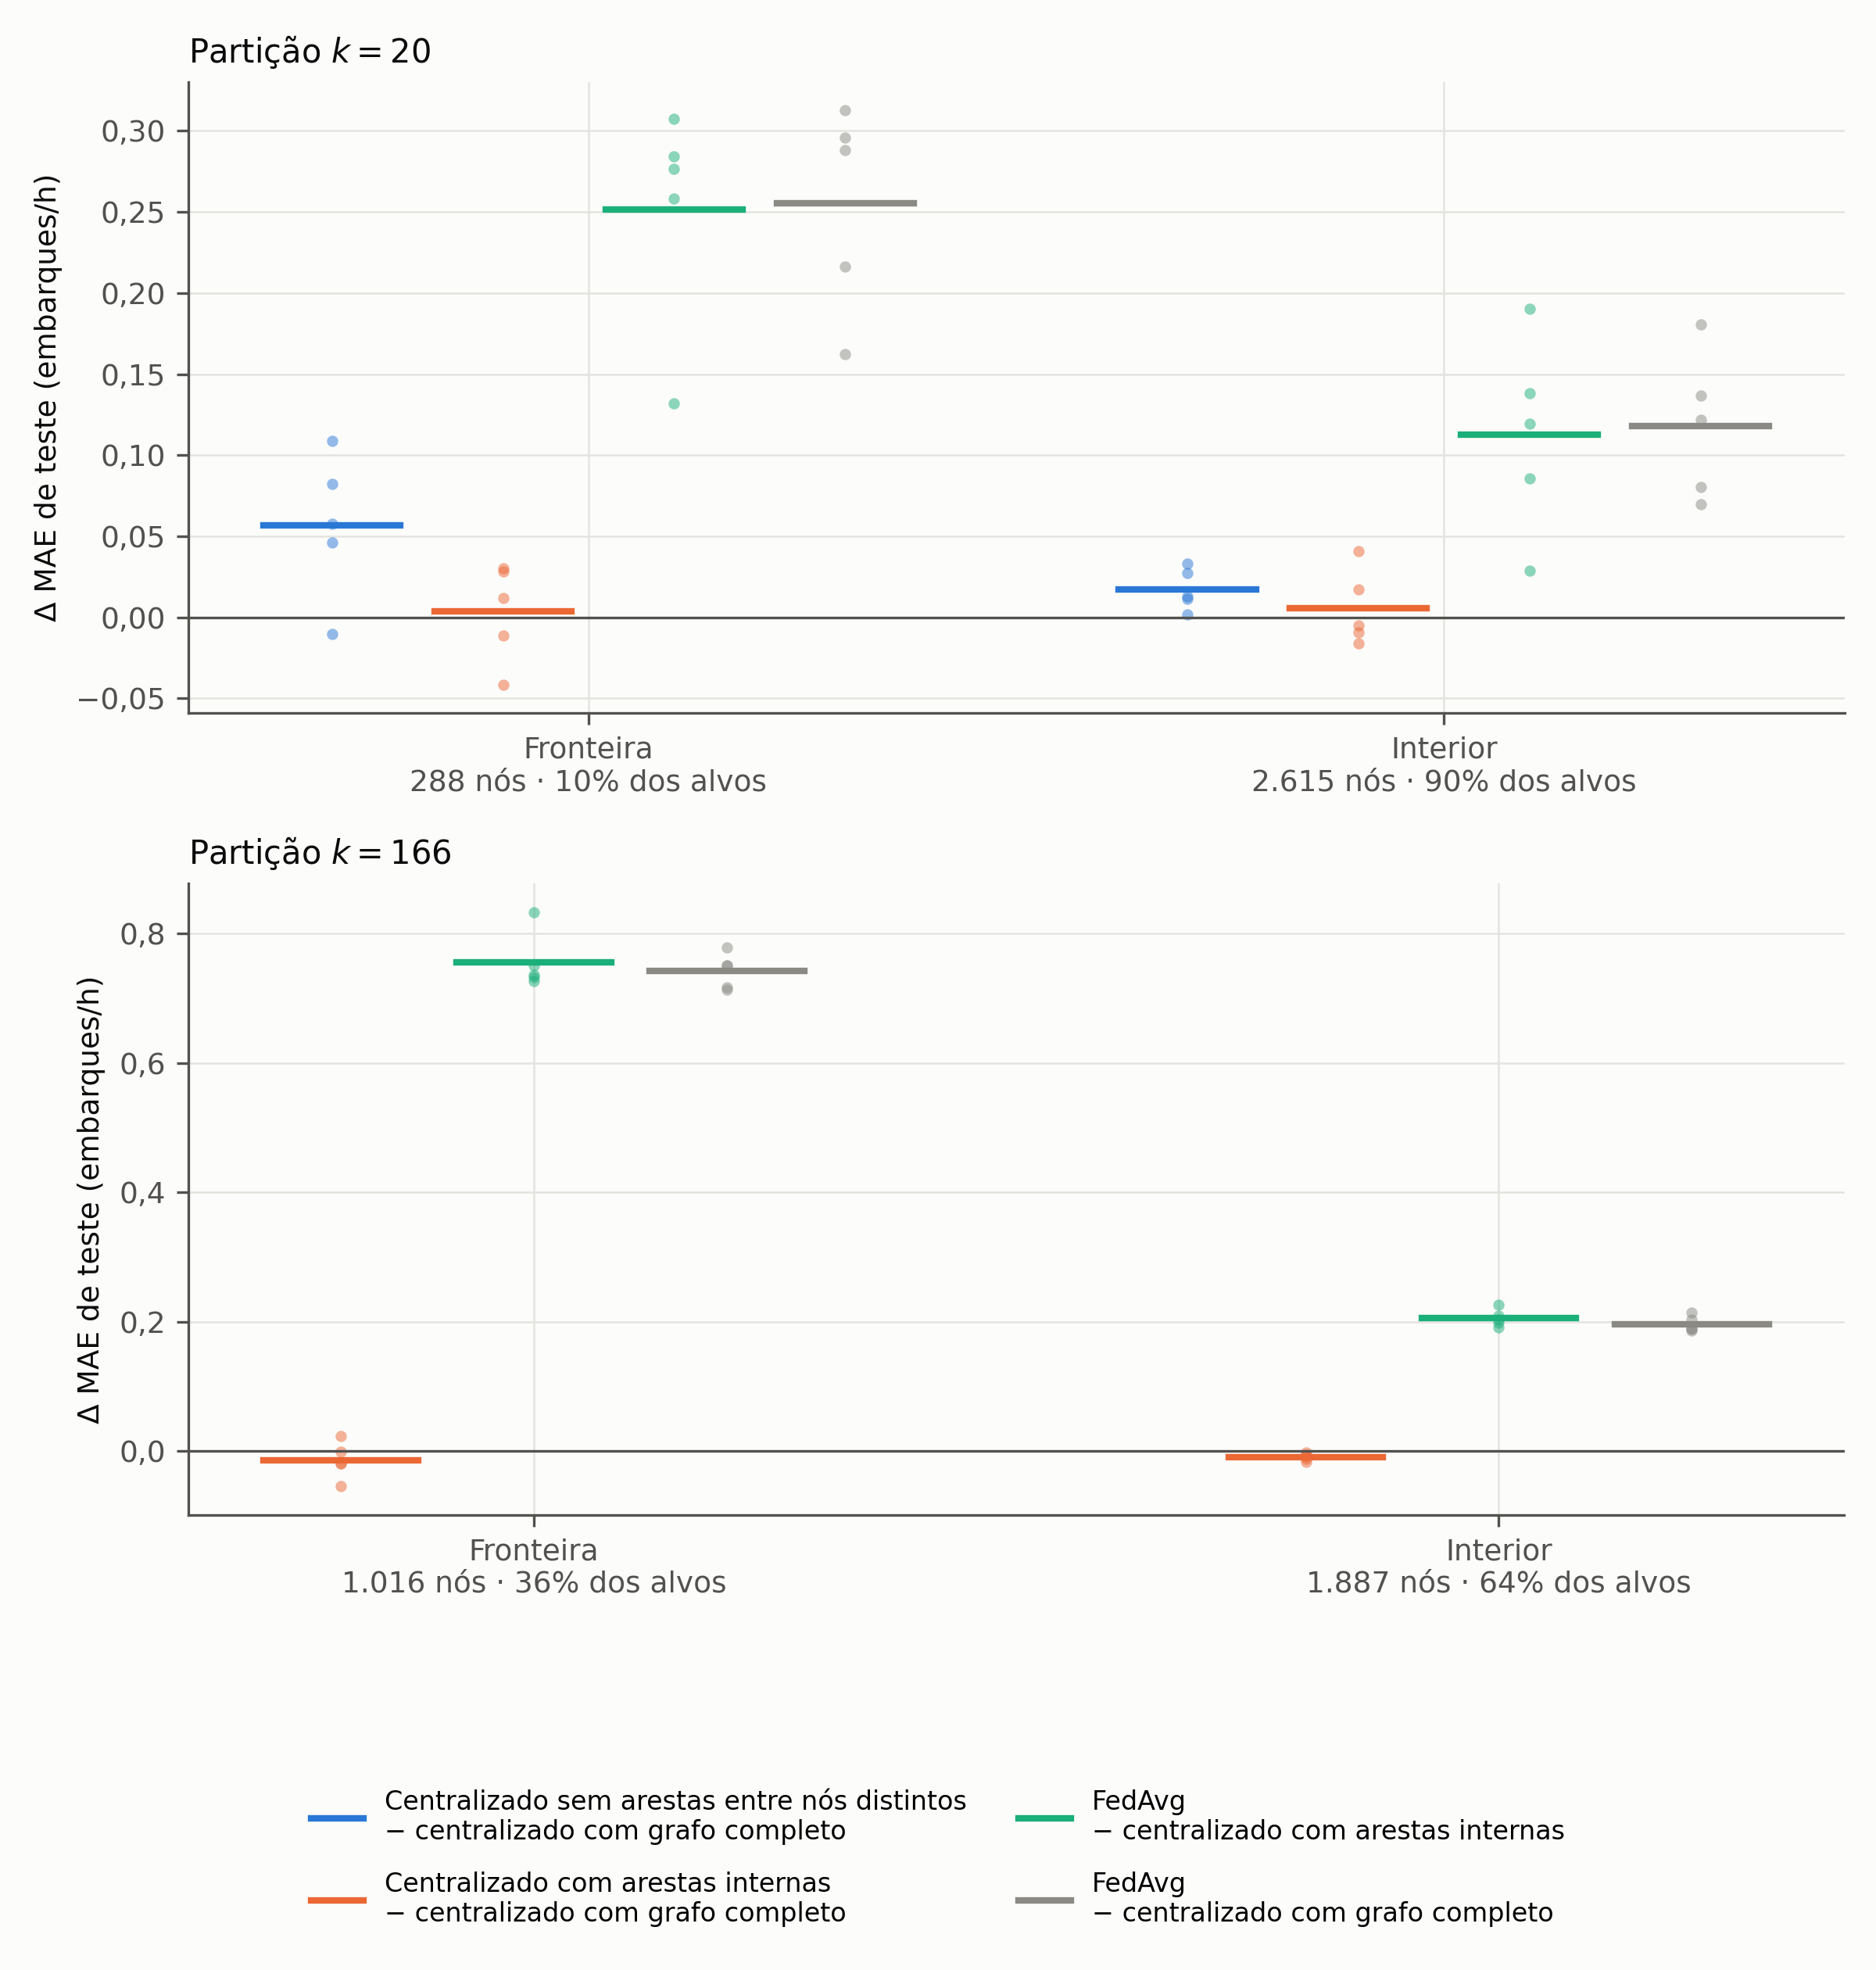 Partição k = 20
Δ MAE de teste (embarques/h)
0,30
0,25
0,20
0,15
0,10
0,05
0,00
−0,05
Fronteira
288 nós · 10% dos alvos
Interior
2.615 nós · 90% dos alvos
Partição k = 166
Δ MAE de teste (embarques/h)
0,8
0,6
0,4
0,2
0,0
Fronteira
1.016 nós · 36% dos alvos
Interior
1.887 nós · 64% dos alvos
Centralizado sem arestas entre nós distintos
− centralizado com grafo completo
Centralizado com arestas internas
− centralizado com grafo completo
FedAvg
− centralizado com arestas internas
FedAvg
− centralizado com grafo completo